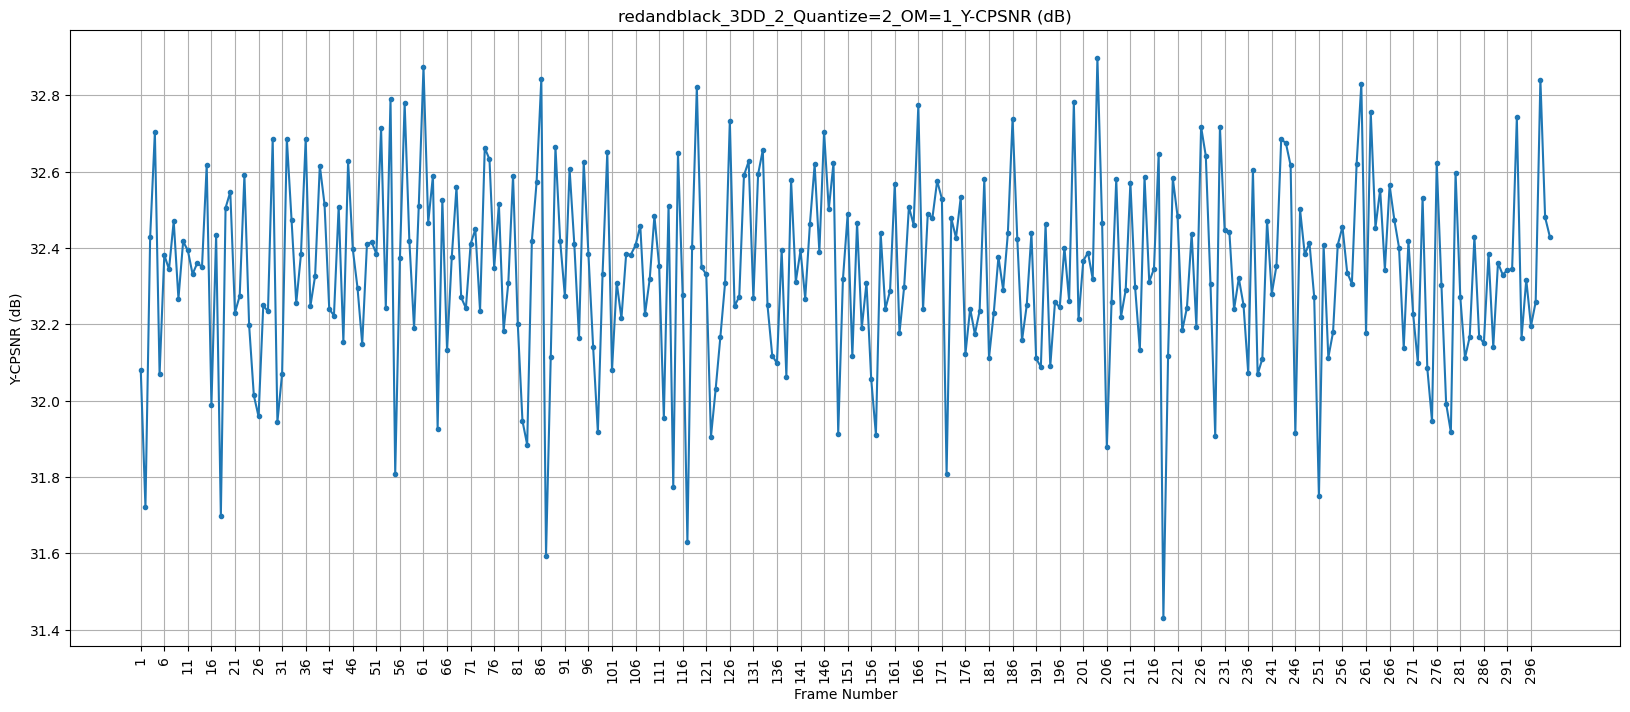 redandblack_3DD_2_Quantize=2_OM=1_Y-CPSNR (dB)
Y-CPSNR (dB)
32.8
32.6
32.4
32.2
32.0
31.8
31.6
31.4
1 6 11 16 21 26 31 36 41 46 51 56 61 66 71 76 81 86 91 96 101 106 111 116 121 126 131 136 141 146 151 156 161 166 171 176 181 186 191 196 201 206 211 216 221 226 231 236 241 246 251 256 261 266 271 276 281 286 291 296
Frame Number